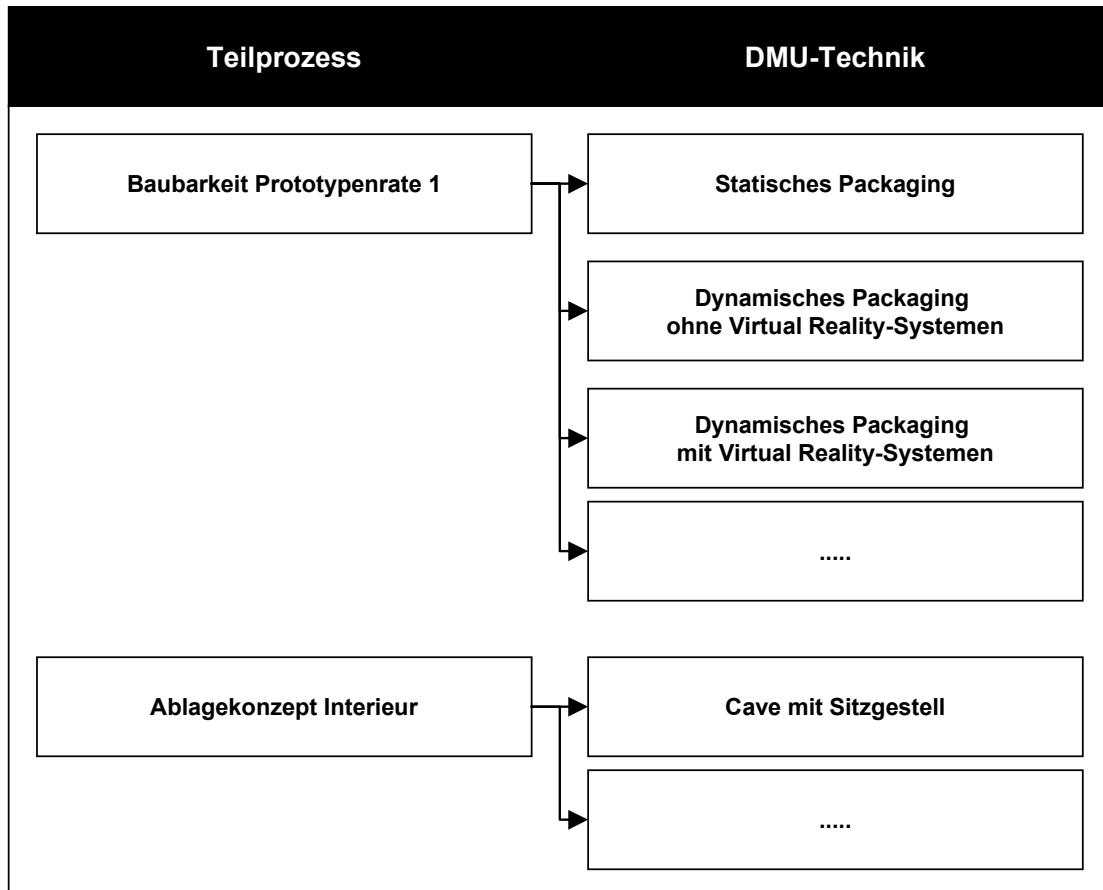 Teilprozess
DMU-Technik
Baubarkeit Prototypenrate 1
Statisches Packaging
Dynamisches Packaging
ohne Virtual Reality-Systemen
Dynamisches Packaging
mit Virtual Reality-Systemen
.....
Ablagekonzept Interieur
Cave mit Sitzgestell
.....